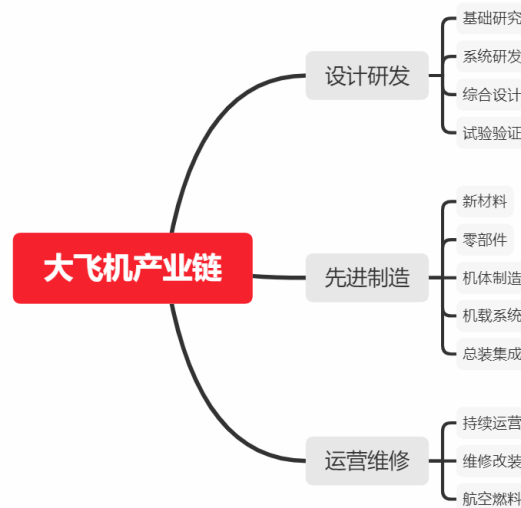 大飞机产业链
设计研发
基础研究
系统研发
综合设计
试验验证
先进制造
新材料
零部件
机体制造
机载系统
总装集成
运营维修
持续运营
维修改装
航空燃料